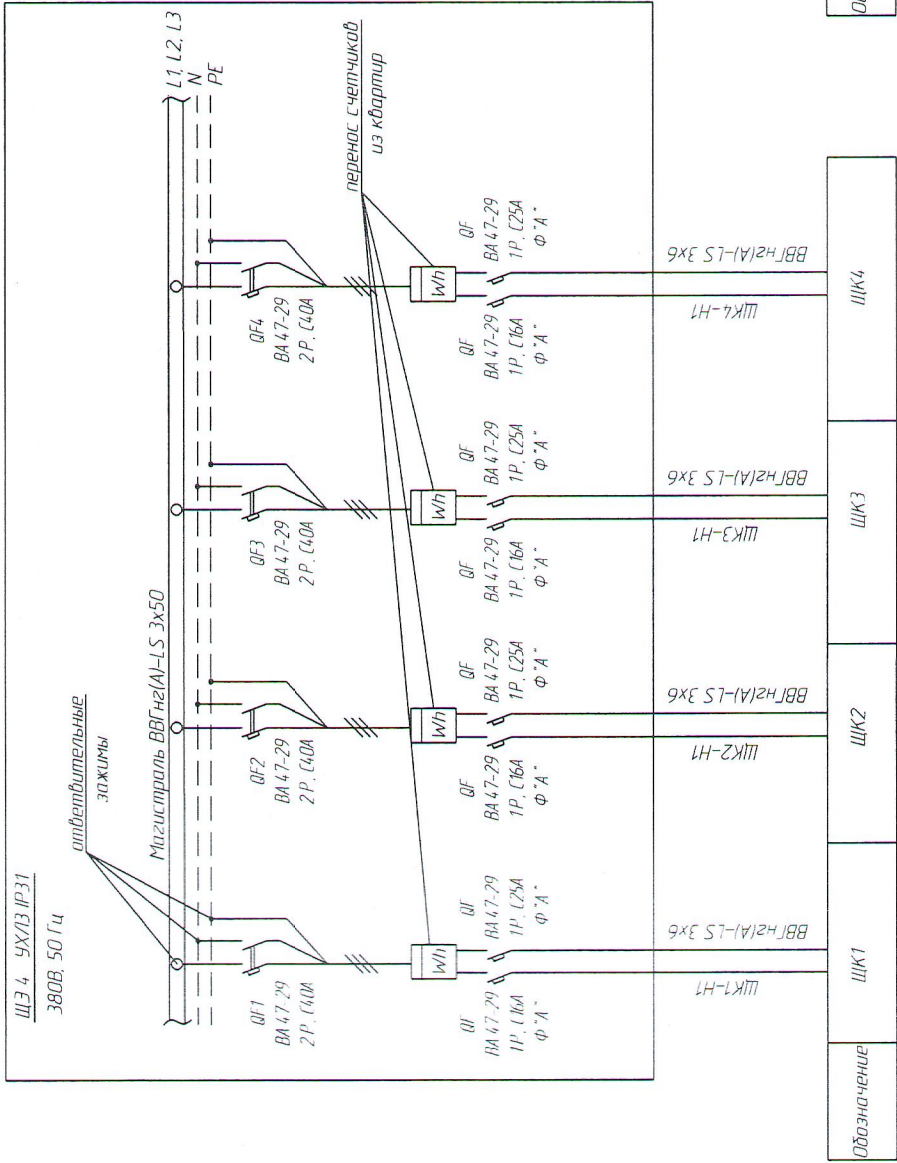 ЩЭ 4 УХЛ3 IP31
380В, 50 Гц
ответвительные
зажимы
Магистраль ВВГнг(А)-LS 3х50
L1, L2, L3
N
PE
QF1
ВА 47-29
2 Р, С40А
QF2
ВА 47-29
2 Р, С40А
QF3
ВА 47-29
2 Р, С40А
QF4
ВА 47-29
2 Р, С40А
перенос счетчиков
из квартир
Wh
Wh
Wh
Wh
QF
ВА 47-29
1Р, С16А
Ф "А"
QF
ВА 47-29
1Р, С25А
Ф "А"
QF
ВА 47-29
1Р, С16А
Ф "А"
QF
ВА 47-29
1Р, С25А
Ф "А"
QF
ВА 47-29
1Р, С16А
Ф "А"
QF
ВА 47-29
1Р, С25А
Ф "А"
QF
ВА 47-29
1Р, С16А
Ф "А"
QF
ВА 47-29
1Р, С25А
Ф "А"
ЩК1-Н1
ВВГнг(А)-LS 3х6
ЩК2-Н1
ВВГнг(А)-LS 3х6
ЩК3-Н1
ВВГнг(А)-LS 3х6
ЩК4-Н1
ВВГнг(А)-LS 3х6
Обозначение
ЩК1
ЩК2
ЩК3
ЩК4